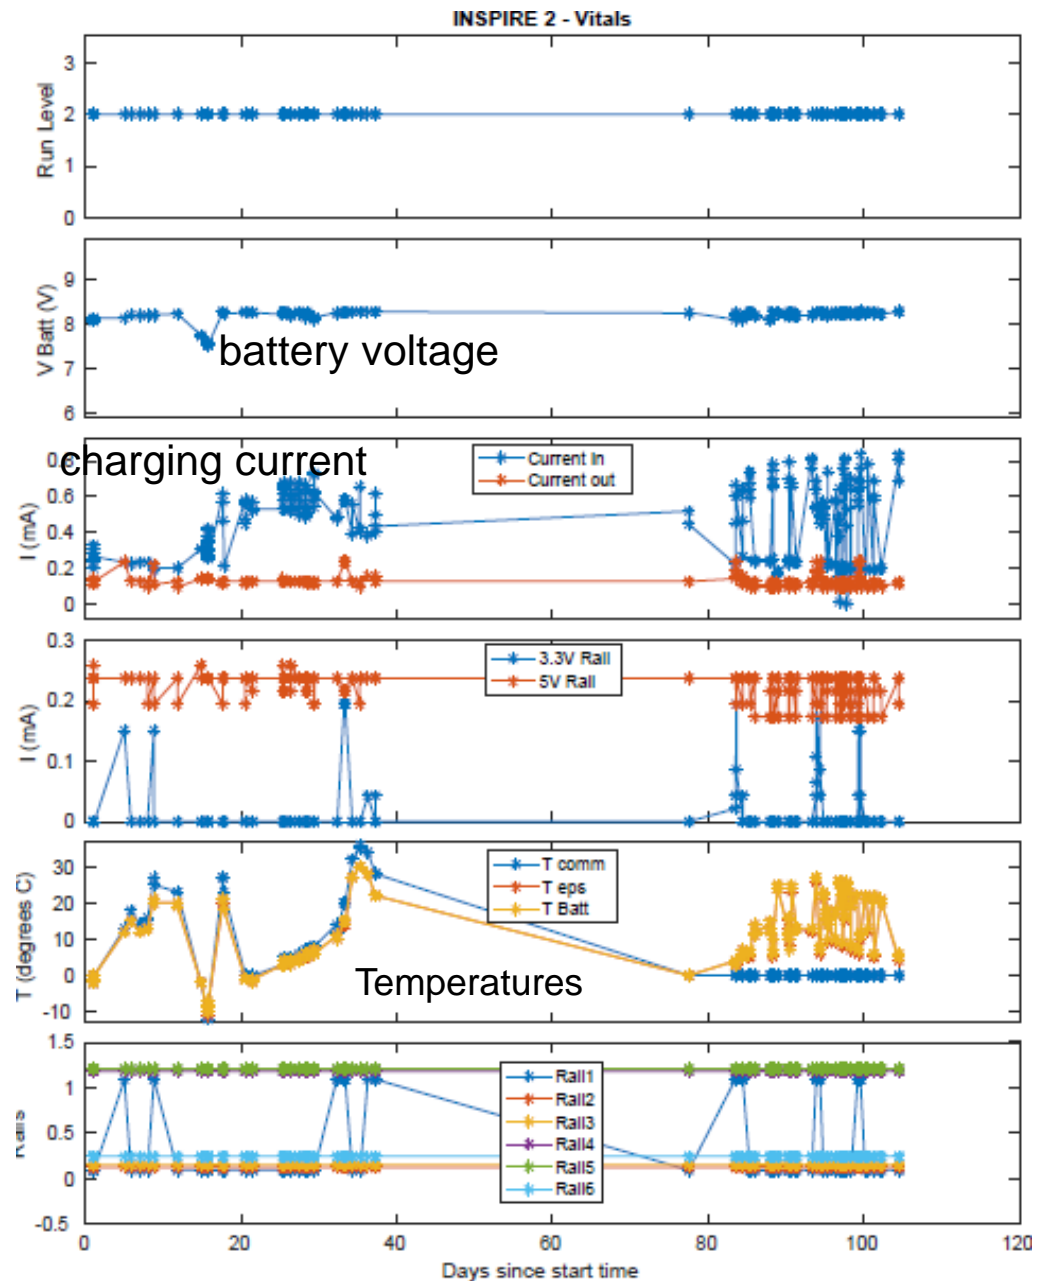 INSPIRE 2 - Vitals
3
2
1
0
Run Level
9
8
7
6
V Batt (V)
battery voltage
charging current
0.8
0.6
0.4
0.2
0
I (mA)
Current In
Current out
0.3
0.2
0.1
0
I (mA)
3.3V Rail
5V Rail
30
20
10
0
-10
T (degrees C)
T comm
T eps
T Batt
Temperatures
1.5
1
0.5
0
-0.5
Rails
Rail1
Rail2
Rail3
Rail4
Rail5
Rail6
0 20 40 60 80 100 120
Days since start time